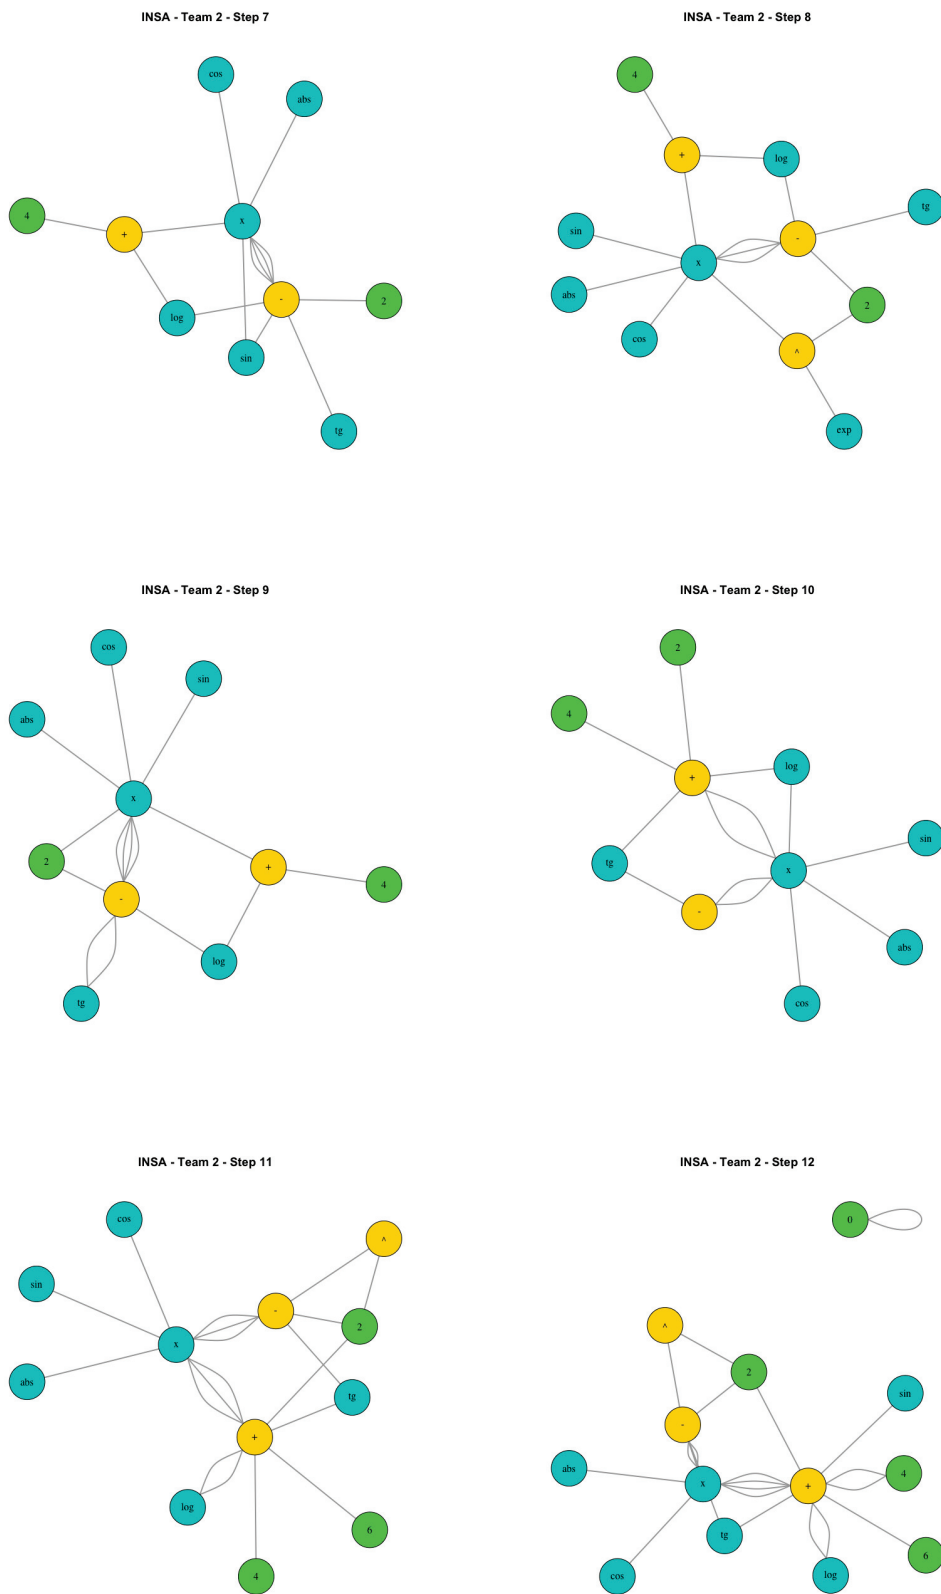 INSA - Team 2 - Step 7
cos
abs
4
+
x
-
2
log
sin
tg
INSA - Team 2 - Step 8
4
+
log
tg
sin
-
x
abs
2
cos
^
exp
INSA - Team 2 - Step 9
cos
sin
abs
x
2
+
4
-
log
tg
INSA - Team 2 - Step 10
2
4
log
+
sin
tg
x
-
abs
cos
INSA - Team 2 - Step 11
cos
^
sin
-
2
x
abs
tg
+
log
6
4
INSA - Team 2 - Step 12
0
^
2
sin
-
abs
4
x
+
tg
6
cos
log